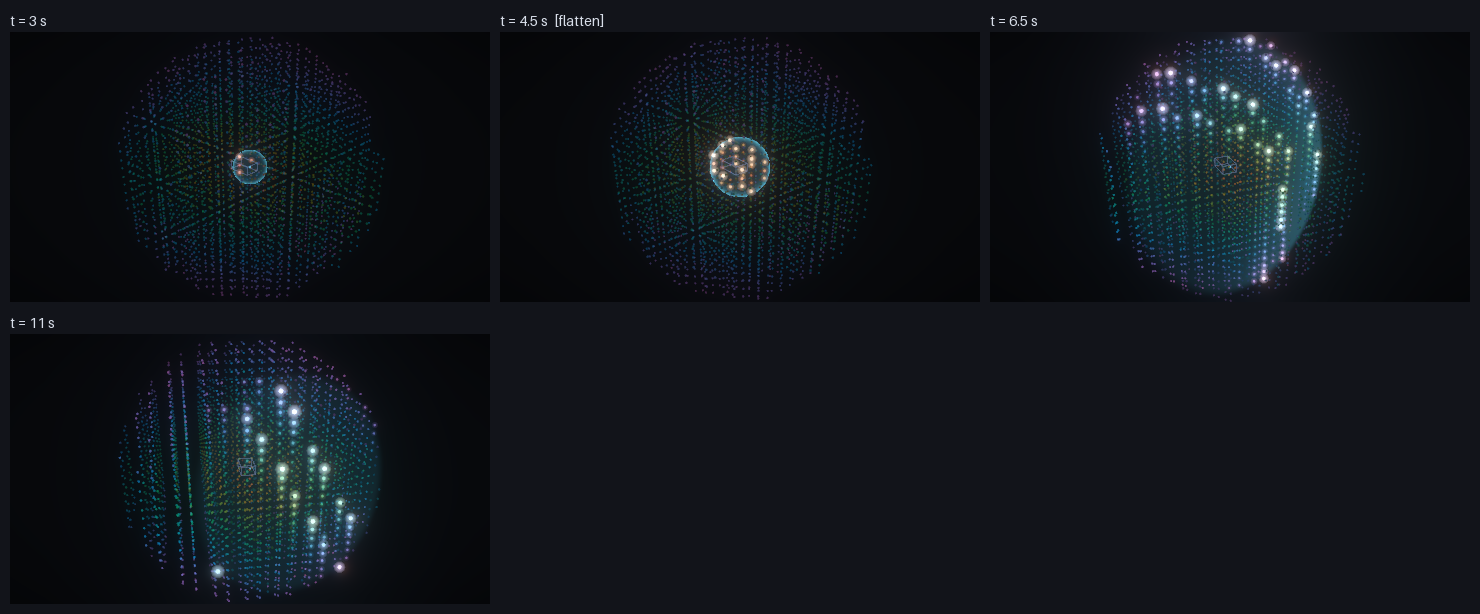 t = 3 s
t = 4.5 s [flatten]
t = 6.5 s
t = 11 s